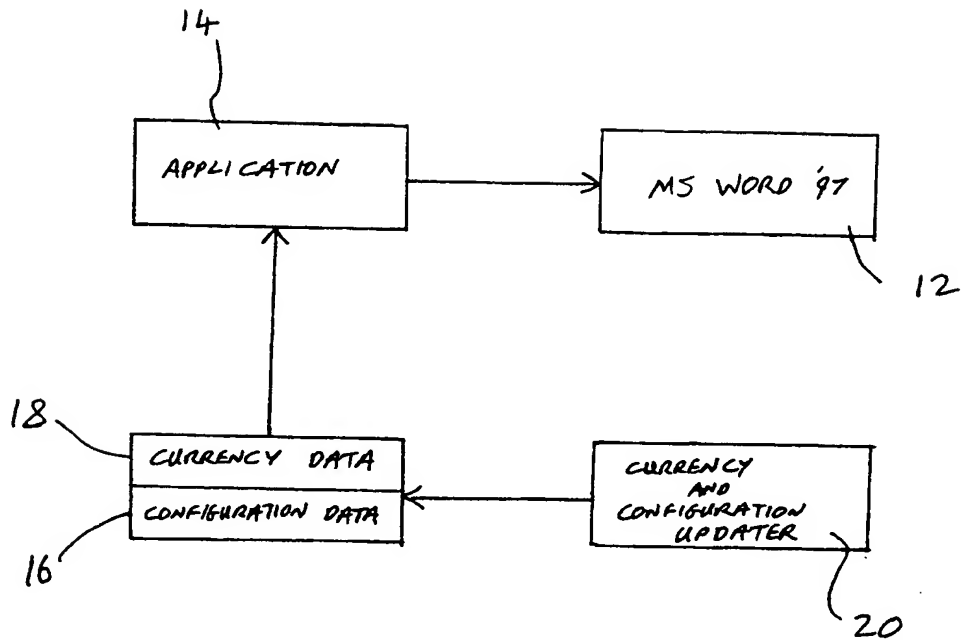 14
APPLICATION
MS WORD '97
12
18
CURRENCY DATA
CONFIGURATION DATA
16
CURRENCY
AND
CONFIGURATION
UPDATER
20